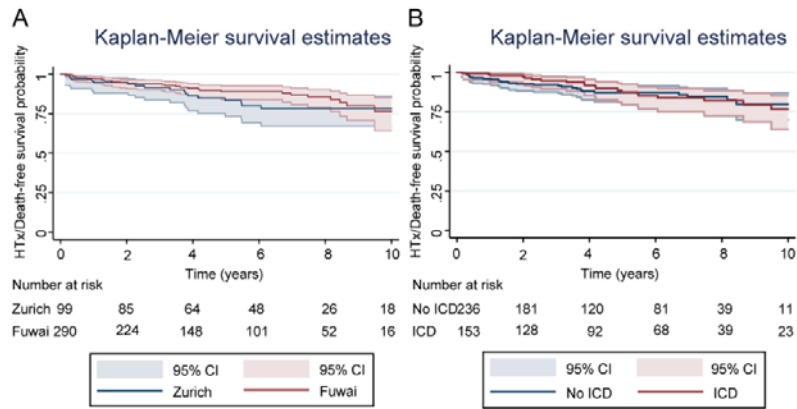 A
Kaplan-Meier survival estimates
HTx/Death-free survival probability
1
.75
.5
.25
0
0 2 4 6 8 10
Time (years)
Number at risk
Zurich 99 85 64 48 26 18
Fuwai 290 224 148 101 52 16
95% CI 95% CI
Zurich Fuwai
B
Kaplan-Meier survival estimates
HTx/Death-free survival probability
1
.75
.5
.25
0
0 2 4 6 8 10
Time (years)
Number at risk
No ICD236 181 120 81 39 11
ICD 153 128 92 68 39 23
95% CI 95% CI
No ICD ICD